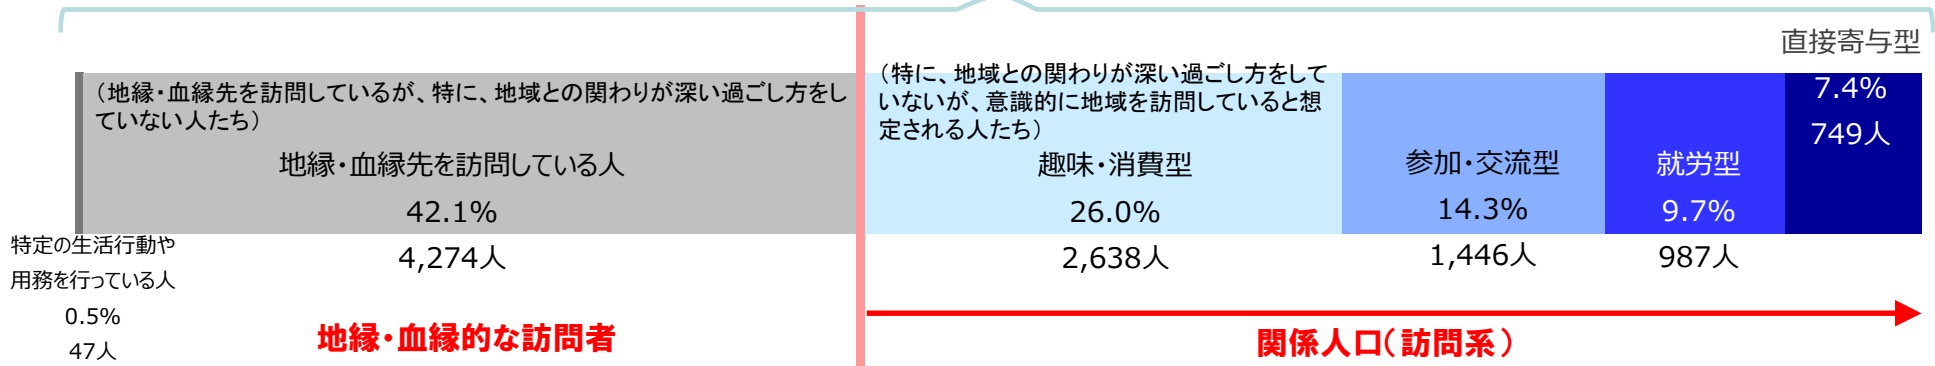 直接寄与型
7.4%
749人
（地縁・血縁先を訪問しているが、特に、地域との関わりが深い過ごし方をし
ていない人たち）
地縁・血縁先を訪問している人
42.1%
4,274人
（特に、地域との関わりが深い過ごし方をして
いないが、意識的に地域を訪問していると想
定される人たち）
趣味・消費型
26.0%
2,638人
参加・交流型
14.3%
1,446人
就労型
9.7%
987人
特定の生活行動や
用務を行っている人
0.5%
47人
地縁・血縁的な訪問者
関係人口（訪問系）